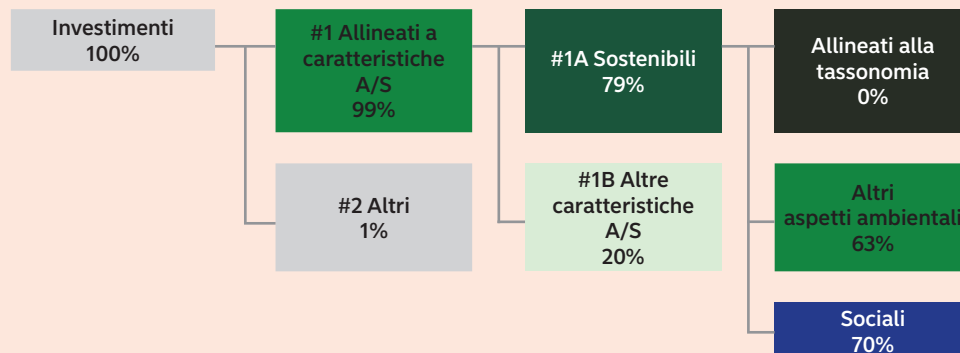 Investimenti
100%
#1 Allineati a
caratteristiche
A/S
99%
#1A Sostenibili
79%
Allineati alla
tassonomia
0%
#2 Altri
1%
#1B Altre
caratteristiche
A/S
20%
Altri
aspetti ambientali
63%
Sociali
70%